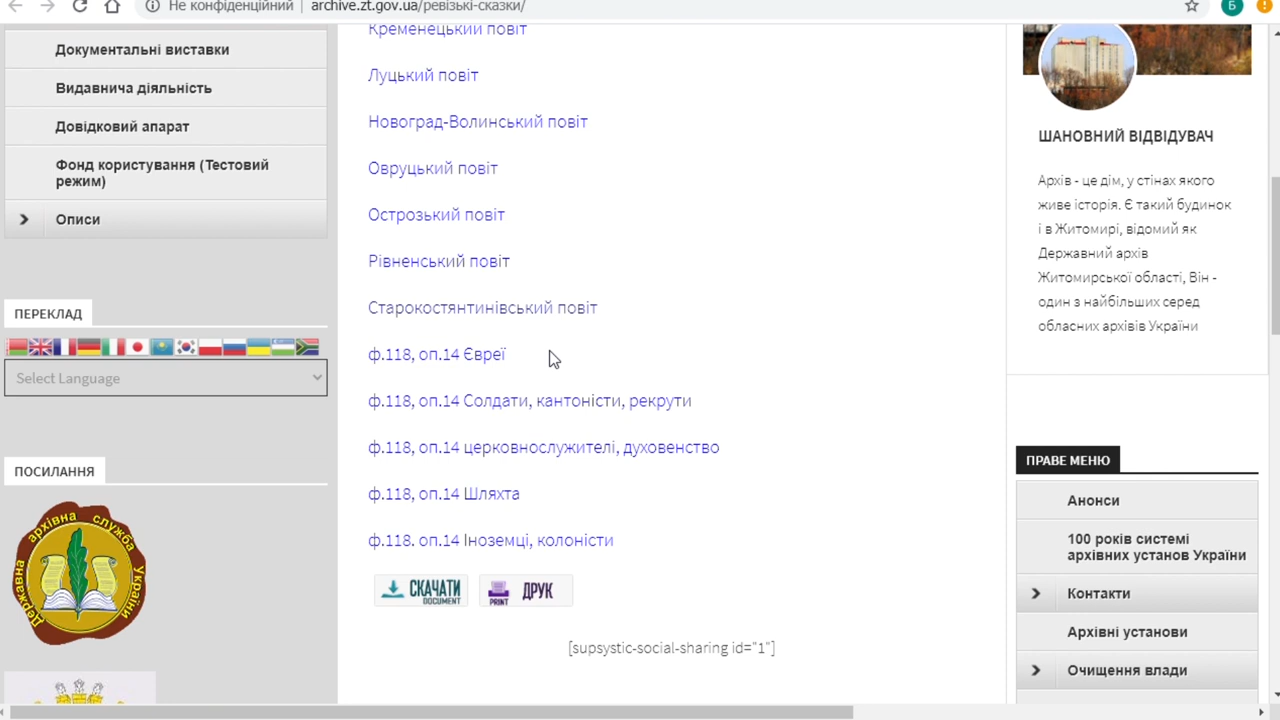 Не конфіденційний
archive.zt.gov.ua/ревізькі-сказки/
Б
Документальні виставки
Видавнича діяльність
Довідковий апарат
Фонд користування (Тестовий
режим)
Описи
ПЕРЕКЛАД
Select Language
ПОСИЛАННЯ
Державна архівна служба України
Кременецький повіт
Луцький повіт
Новоград-Волинський повіт
Овруцький повіт
Острозький повіт
Рівненський повіт
Старокостянтинівський повіт
ф.118, оп.14 Євреї
ф.118, оп.14 Солдати, кантоністи, рекрути
ф.118, оп.14 церковнослужителі, духовенство
ф.118, оп.14 Шляхта
ф.118. оп.14 Іноземці, колоністи
СКАЧАТИ
DOCUMENT
ДРУК
PRINT
[supsystic-social-sharing id="1"]
ШАНОВНИЙ ВІДВІДУВАЧ
Архів - це дім, у стінах якого
живе історія. Є такий будинок
і в Житомирі, відомий як
Державний архів
Житомирської області, Він -
один з найбільших серед
обласних архівів України
ПРАВЕ МЕНЮ
Анонси
100 років системі
архівних установ України
Контакти
Архівні установи
Очищення влади